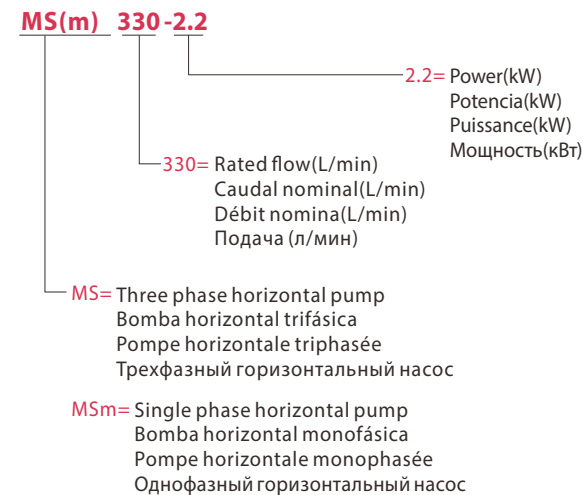 MS(m) 330-2.2
2.2= Power(kW)
Potencia(kW)
Puissance(kW)
Мощность(кВт)
330= Rated flow(L/min)
Caudal nominal(L/min)
Débit nomina(L/min)
Подача (л/мин)
MS= Three phase horizontal pump
Bomba horizontal trifásica
Pompe horizontale triphasée
Трехфазный горизонтальный насос
MSm= Single phase horizontal pump
Bomba horizontal monofásica
Pompe horizontale monophasée
Однофазный горизонтальный насос